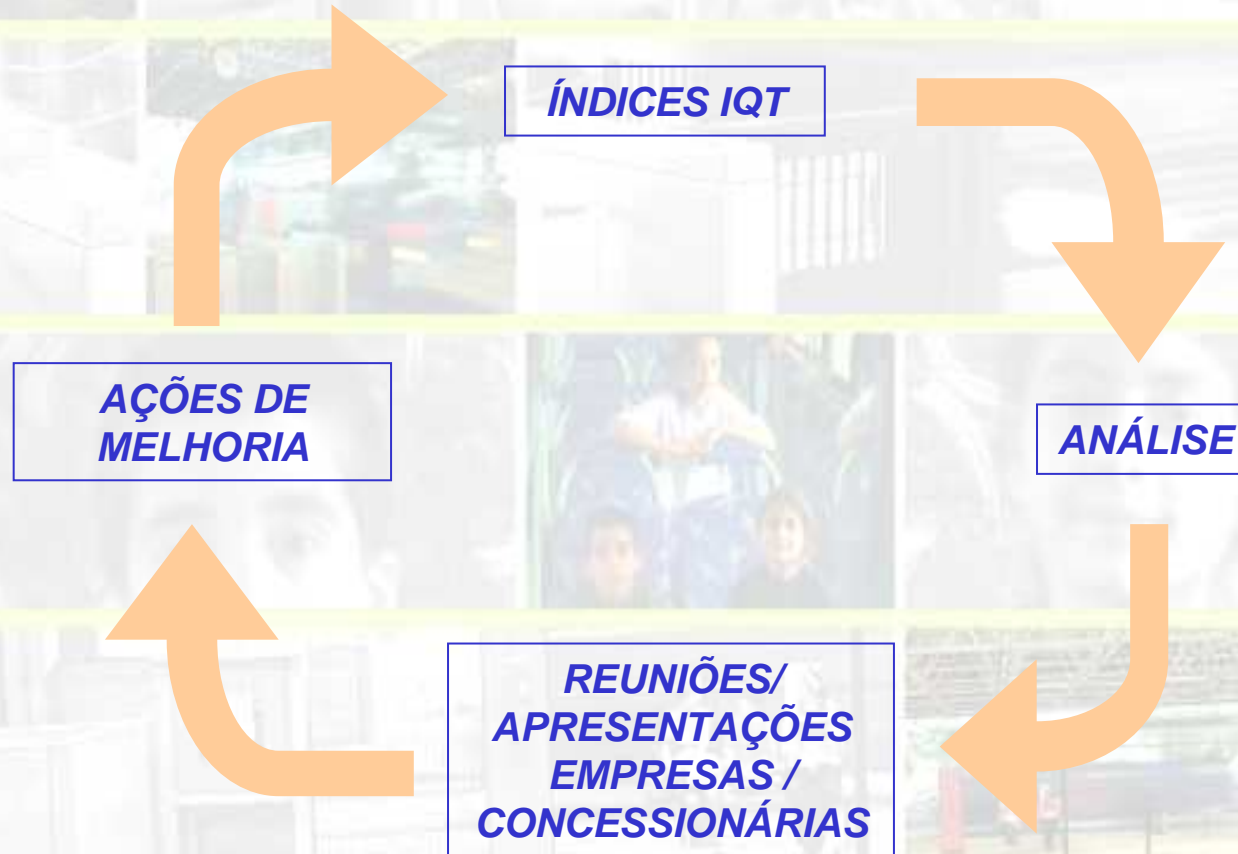 ÍNDICES IQT
AÇÕES DE
MELHORIA
ANÁLISE
REUNIÕES/
APRESENTAÇÕES
EMPRESAS /
CONCESSIONÁRIAS